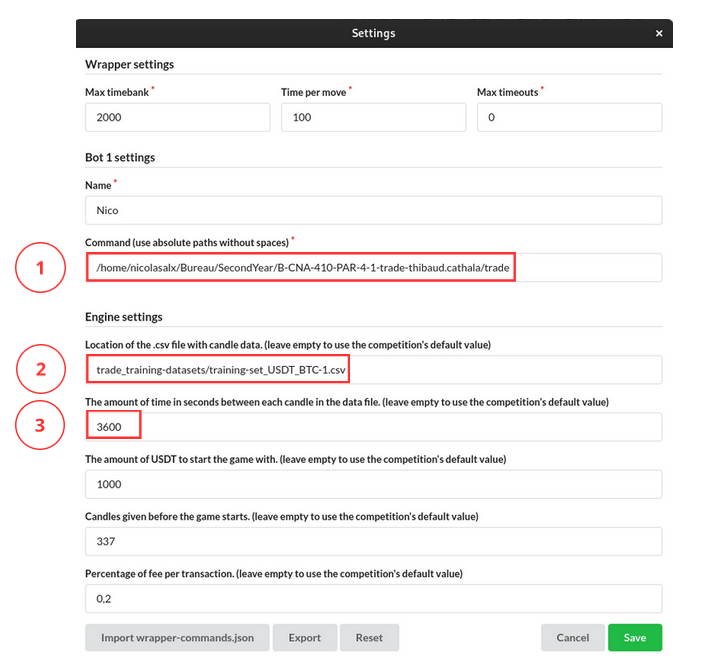 Settings ×
Wrapper settings
Max timebank * Time per move * Max timeouts *
2000 100 0
Bot 1 settings
Name *
Nico
Command (use absolute paths without spaces) *
1 /home/nicolasalx/Bureau/SecondYear/B-CNA-410-PAR-4-1-trade-thibaud.cathala/trade
Engine settings
Location of the .csv file with candle data. (leave empty to use the competition's default value)
2 trade_training-datasets/training-set_USDT_BTC-1.csv
The amount of time in seconds between each candle in the data file. (leave empty to use the competition's default value)
3 3600
The amount of USDT to start the game with. (leave empty to use the competition's default value)
1000
Candles given before the game starts. (leave empty to use the competition's default value)
337
Percentage of fee per transaction. (leave empty to use the competition's default value)
0,2
Import wrapper-commands.json Export Reset Cancel Save